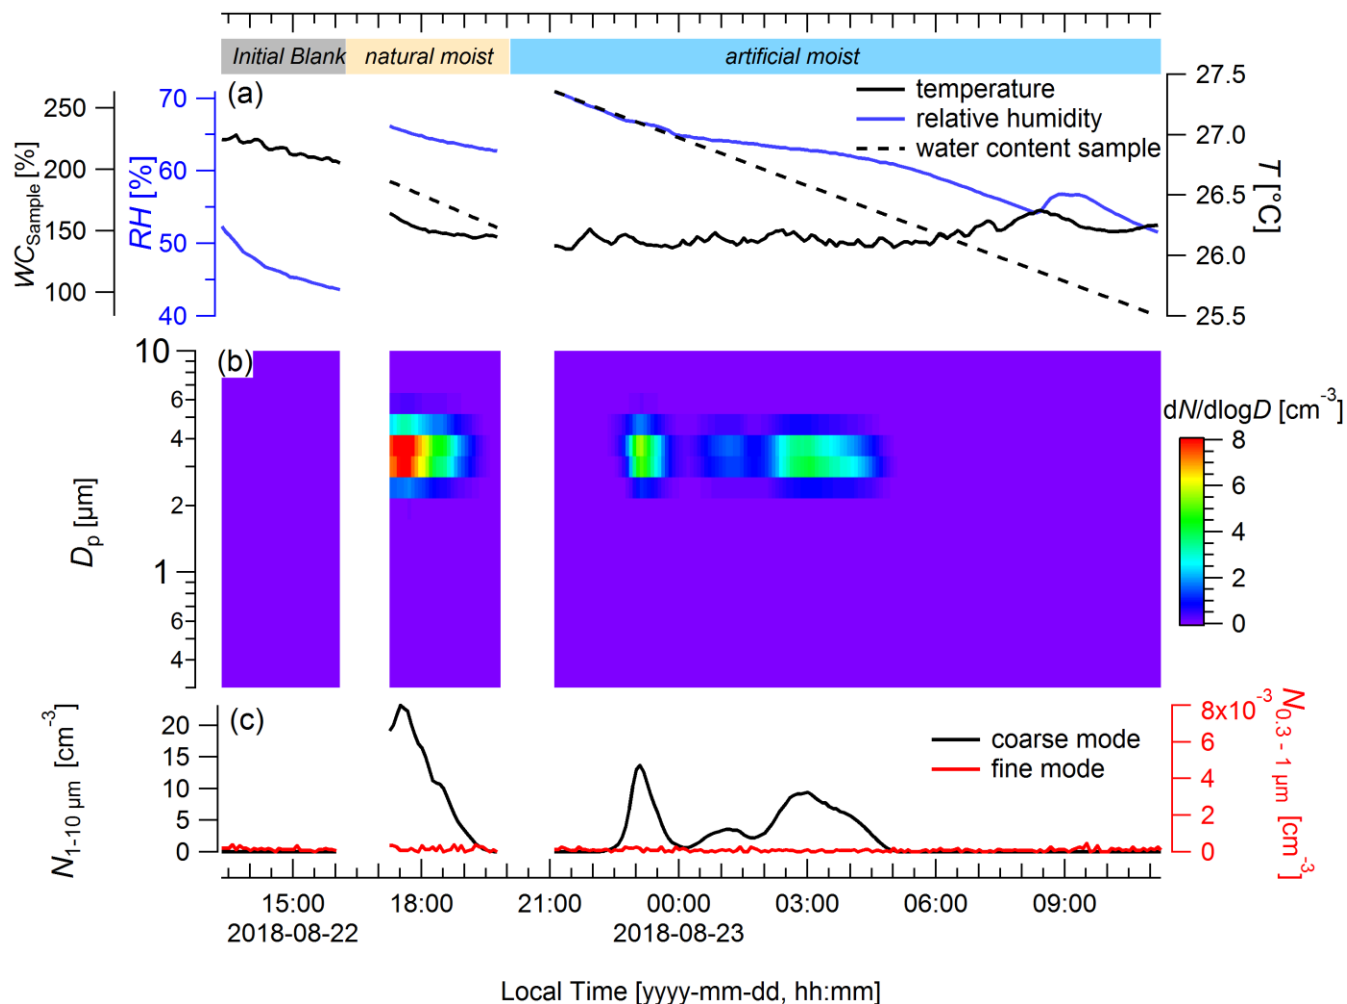 Initial Blank natural moist artificial moist
(a)
temperature
relative humidity
water content sample
WCSample [%]
250
200
150
100
RH [%]
70
60
50
40
T [°C]
27.5
27.0
26.5
26.0
25.5
(b)
Dp [µm]
10
6
4
2
1
6
4
dN/dlogD [cm-3]
8
6
4
2
0
(c)
coarse mode
fine mode
N1-10 µm [cm-3]
20
15
10
5
0
N0.3 - 1 µm [cm-3]
8x10-3
6
4
2
0
15:00 18:00 21:00 00:00 03:00 06:00 09:00
2018-08-22 2018-08-23
Local Time [yyyy-mm-dd, hh:mm]